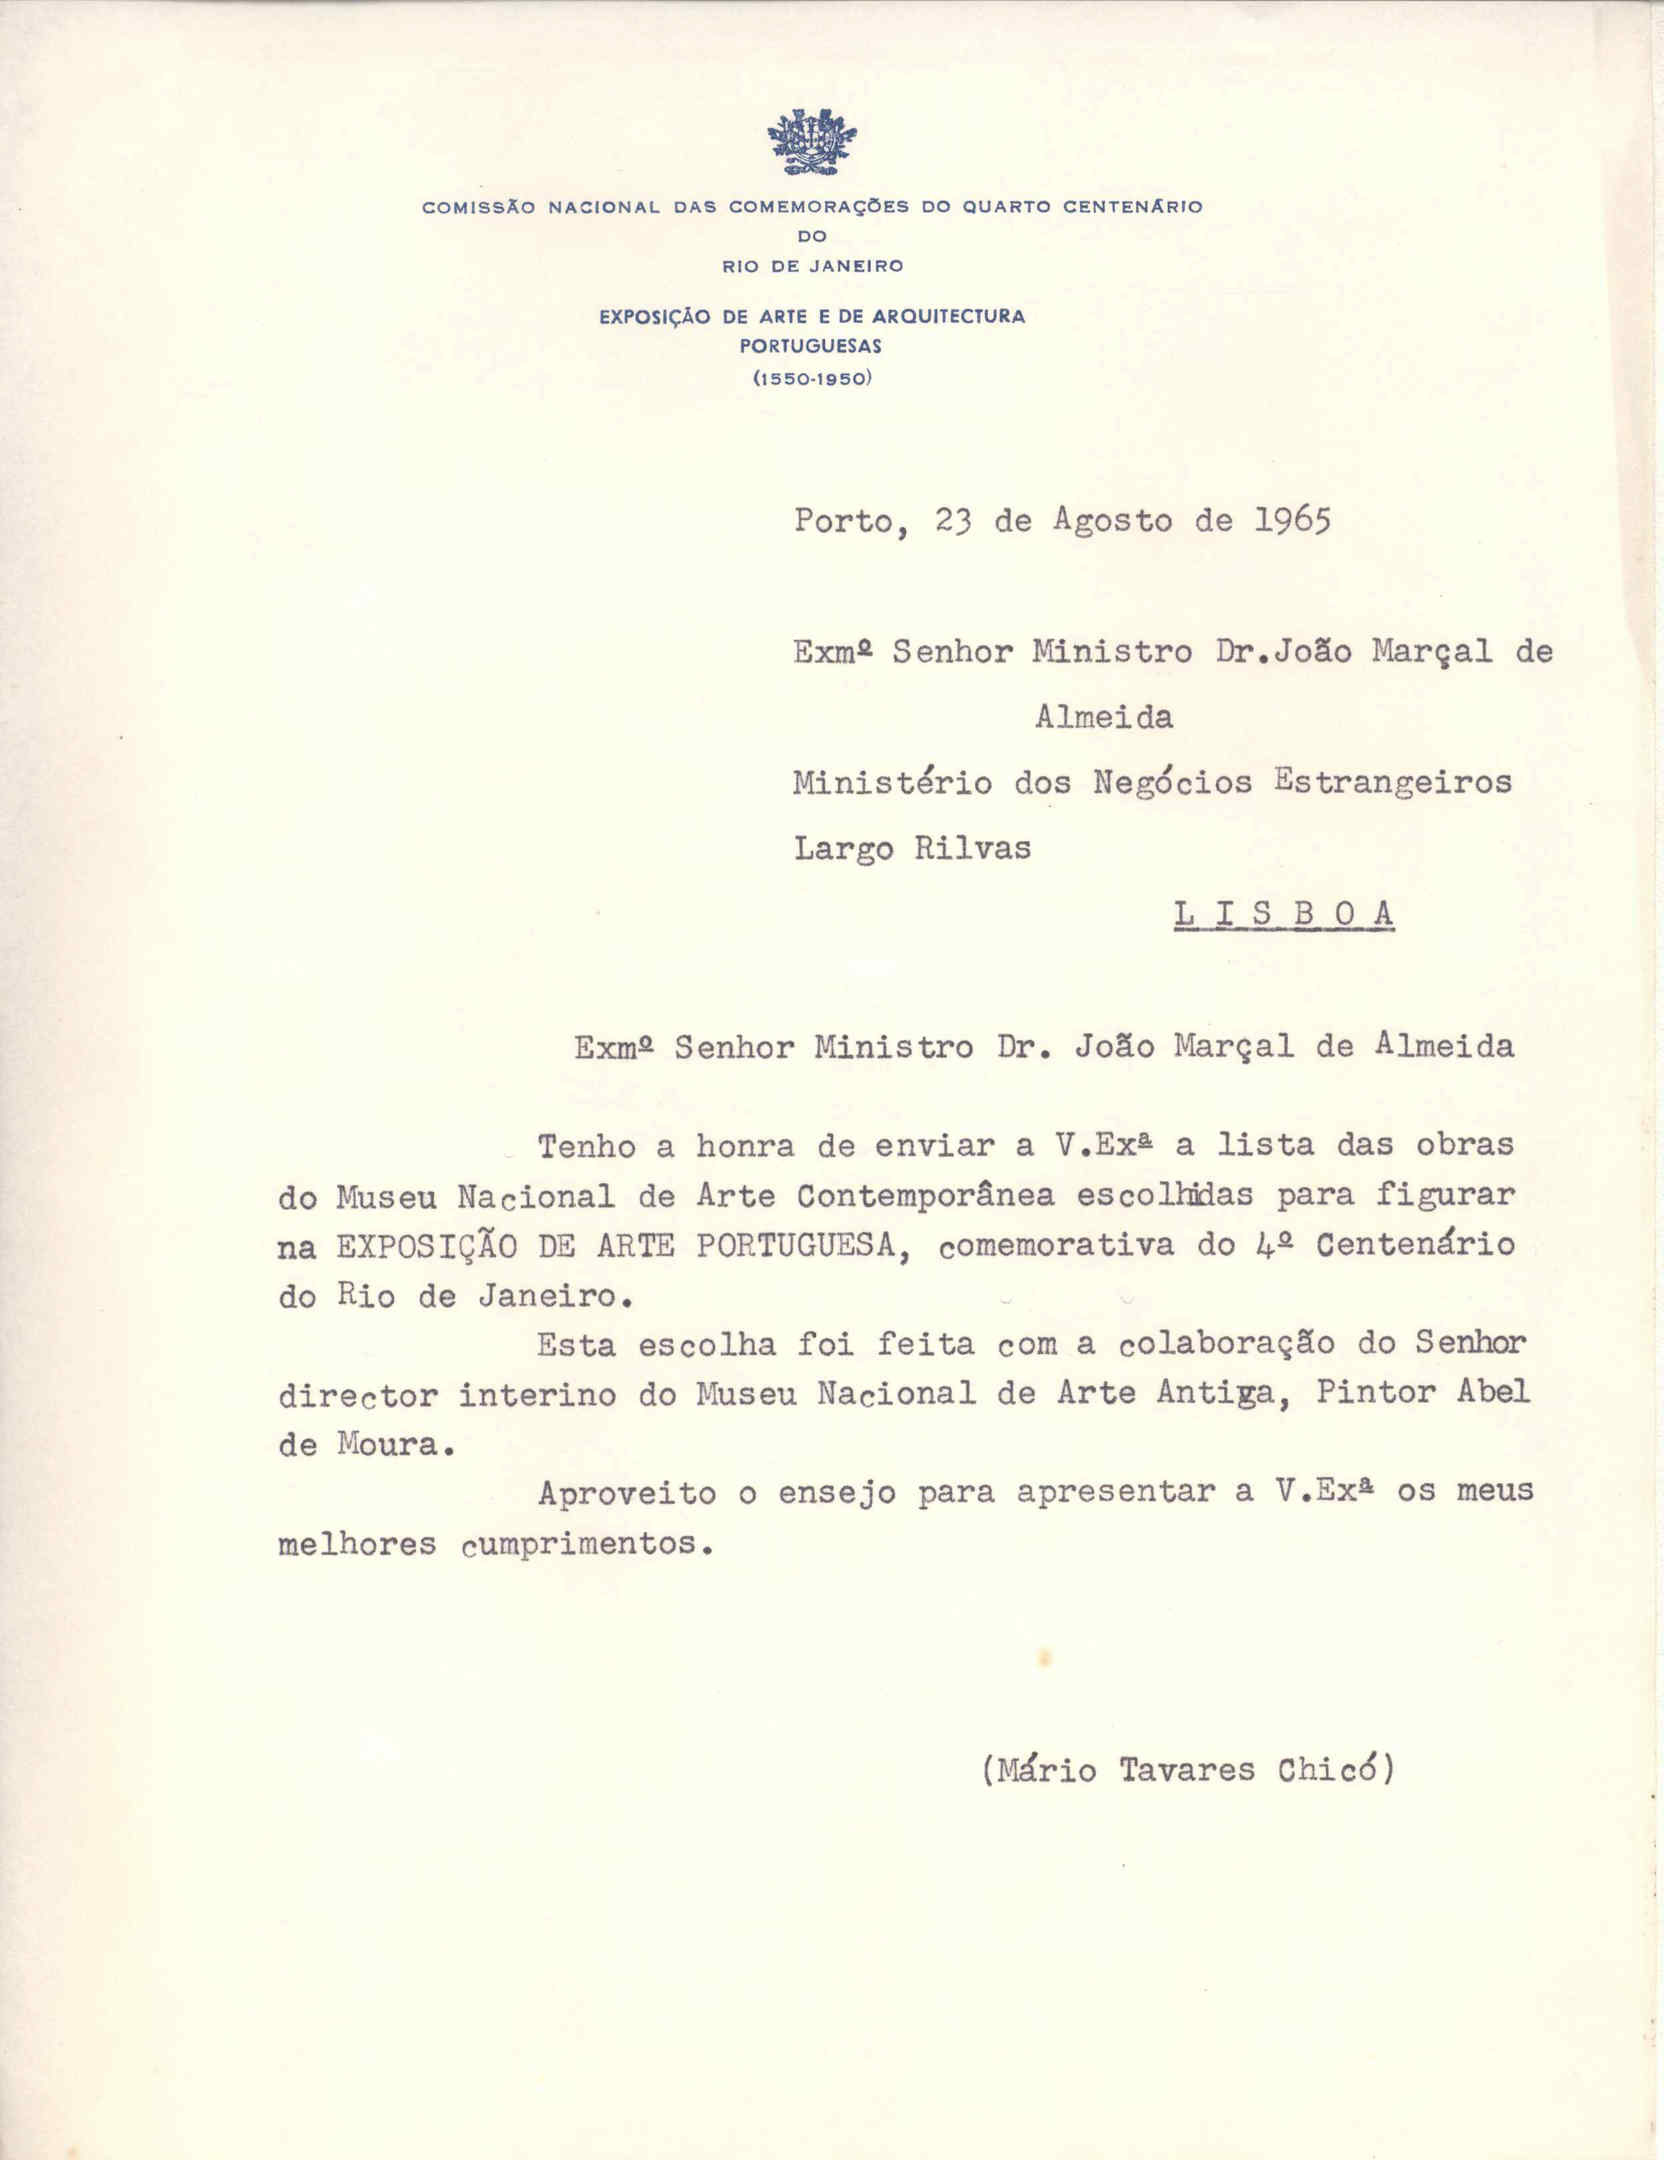 COMISSÃO NACIONAL DAS COMEMORAÇÕES DO QUARTO CENTENÁRIO
DO
RIO DE JANEIRO
EXPOSIÇÃO DE ARTE E DE ARQUITECTURA
PORTUGUESAS
(1550-1950)
Porto, 23 de Agosto de 1965
Exmº Senhor Ministro Dr.João Marçal de
Almeida
Ministério dos Negócios Estrangeiros
Largo Rilvas
L I S B O A
Exmº Senhor Ministro Dr. João Marçal de Almeida
Tenho a honra de enviar a V.Exª a lista das obras
do Museu Nacional de Arte Contemporânea escolhidas para figurar
na EXPOSIÇÃO DE ARTE PORTUGUESA, comemorativa do 4º Centenário
do Rio de Janeiro.
Esta escolha foi feita com a colaboração do Senhor
director interino do Museu Nacional de Arte Antiga, Pintor Abel
de Moura.
Aproveito o ensejo para apresentar a V.Exª os meus
melhores cumprimentos.
(Mário Tavares Chicó)